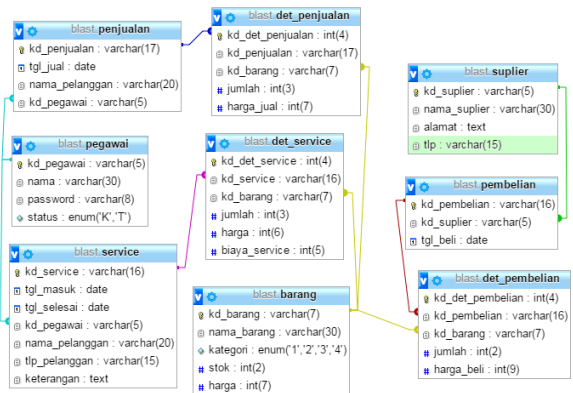 blast penjualan
kd_penjualan : varchar(17)
tgl_jual : date
nama_pelanggan : varchar(20)
kd_pegawai : varchar(5)
blast det_penjualan
kd_det_penjualan : int(4)
kd_penjualan : varchar(17)
kd_barang : varchar(7)
jumlah : int(3)
harga_jual : int(7)
blast suplier
kd_suplier : varchar(5)
nama_suplier : varchar(30)
alamat : text
tlp : varchar(15)
blast pegawai
kd_pegawai : varchar(5)
nama : varchar(30)
password : varchar(8)
status : enum('K','T')
blast det_service
kd_det_service : int(4)
kd_service : varchar(16)
kd_barang : varchar(7)
jumlah : int(3)
harga : int(6)
biaya_service : int(5)
blast pembelian
kd_pembelian : varchar(16)
kd_suplier : varchar(5)
tgl_beli : date
blast service
kd_service : varchar(16)
tgl_masuk : date
tgl_selesai : date
kd_pegawai : varchar(5)
nama_pelanggan : varchar(20)
tlp_pelanggan : varchar(15)
keterangan : text
blast barang
kd_barang : varchar(7)
nama_barang : varchar(30)
kategori : enum('1','2','3','4')
stok : int(2)
harga : int(7)
blast det_pembelian
kd_det_pembelian : int(4)
kd_pembelian : varchar(16)
kd_barang : varchar(7)
jumlah : int(2)
harga_beli : int(9)